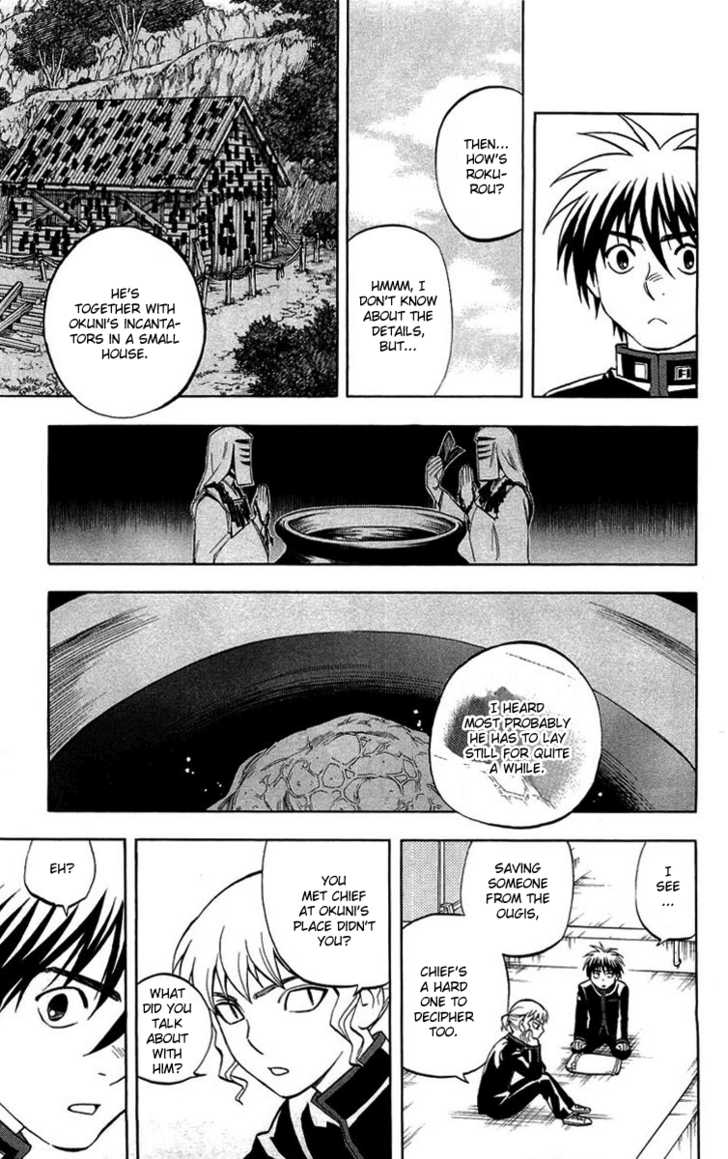 THEN...
HOW'S
ROKU-
ROU?
HMMM, I
DON'T KNOW
ABOUT THE
DETAILS,
BUT...
HE'S
TOGETHER WITH
OKUNI'S INCANTA-
TORS IN A SMALL
HOUSE.
I HEARD
MOST PROBABLY
HE HAS TO LAY
STILL FOR QUITE
A WHILE.
I
SEE
...
SAVING
SOMEONE
FROM THE
OUGIS,
CHIEF'S
A HARD
ONE TO
DECIPHER
TOO.
YOU
MET CHIEF
AT OKUNI'S
PLACE DIDN'T
YOU?
WHAT
DID YOU
TALK
ABOUT
WITH
HIM?
EH?